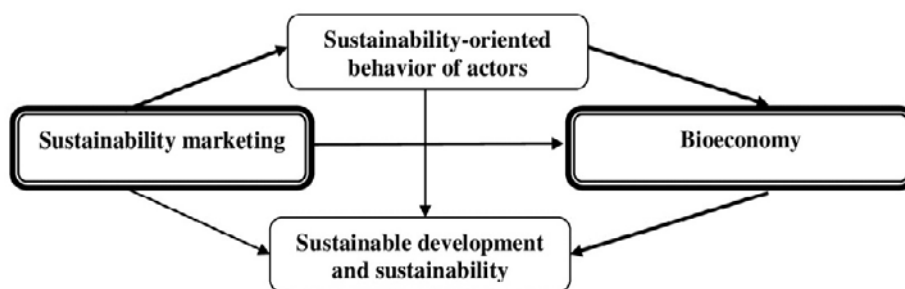 Sustainability-oriented
behavior of actors
Sustainability marketing
Bioeconomy
Sustainable development
and sustainability